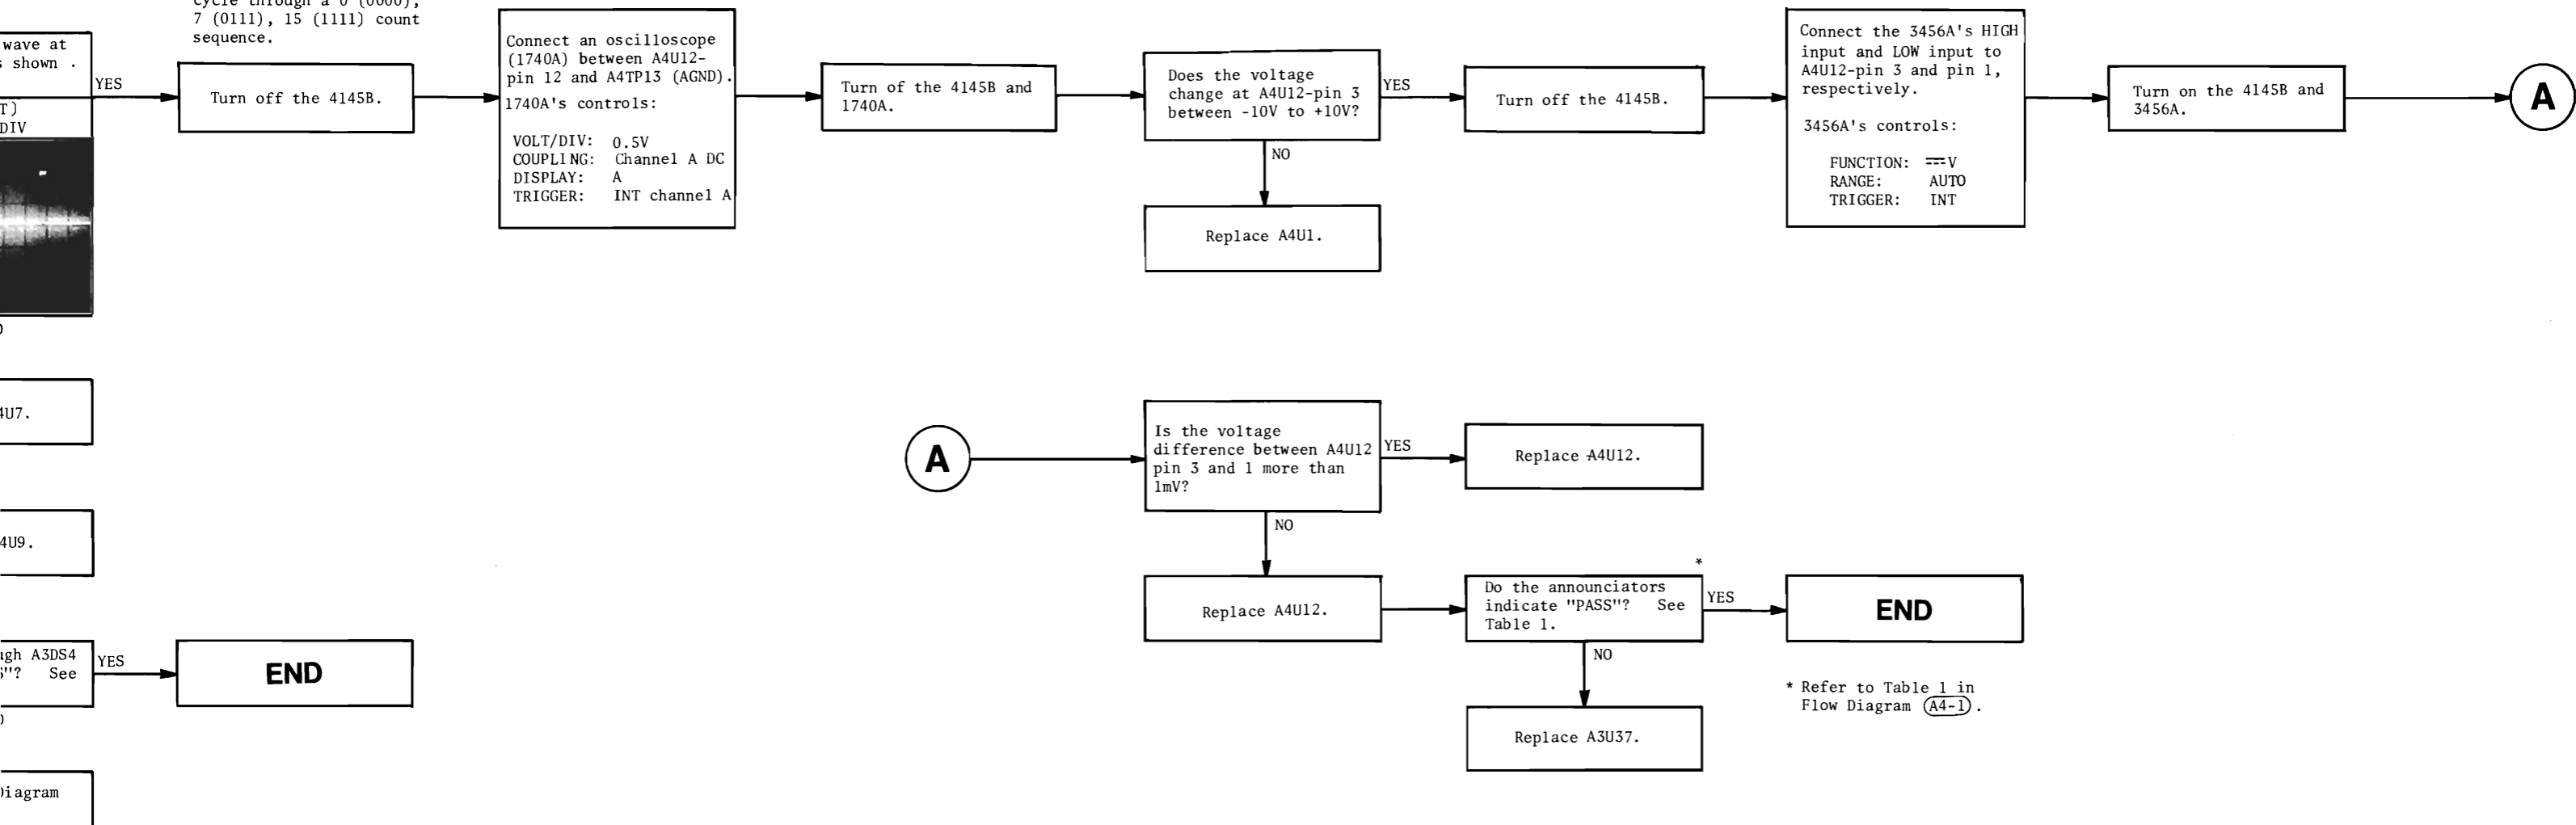 7 (0111), 15 (1111) count
sequence.
wave at
shown .
YES
T)
DIV
Turn off the 4145B.
Connect an oscilloscope
(1740A) between A4U12-
pin 12 and A4TP13 (AGND).
1740A's controls:
VOLT/DIV: 0.5V
COUPLING: Channel A DC
DISPLAY: A
TRIGGER: INT channel A
Turn of the 4145B and
1740A.
Does the voltage
change at A4U12-pin 3
between -10V to +10V?
YES
NO
Replace A4U1.
Turn off the 4145B.
Connect the 3456A's HIGH
input and LOW input to
A4U12-pin 3 and pin 1,
respectively.
3456A's controls:
FUNCTION: ⎓V
RANGE: AUTO
TRIGGER: INT
Turn on the 4145B and
3456A.
A
4U7.
4U9.
A
Is the voltage
difference between A4U12
pin 3 and 1 more than
1mV?
YES
Replace A4U12.
NO
Replace A4U12.
*
Do the announciators
indicate "PASS"? See
Table 1.
YES
END
NO
Replace A3U37.
* Refer to Table 1 in
Flow Diagram A4-1.
A3DS4
"? See
YES
END